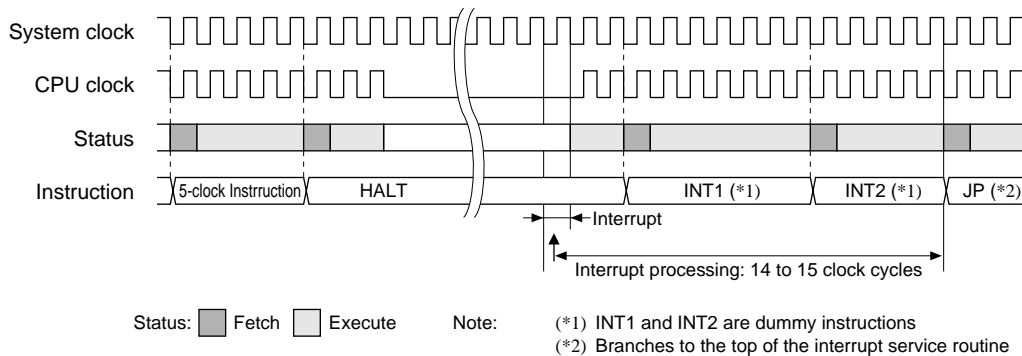 System clock
CPU clock
Status
Instruction
5-clock Instrruction
HALT
INT1 (*1)
INT2 (*1)
JP (*2)
Interrupt
Interrupt processing: 14 to 15 clock cycles
Status: Fetch Execute Note: (*1) INT1 and INT2 are dummy instructions
(*2) Branches to the top of the interrupt service routine